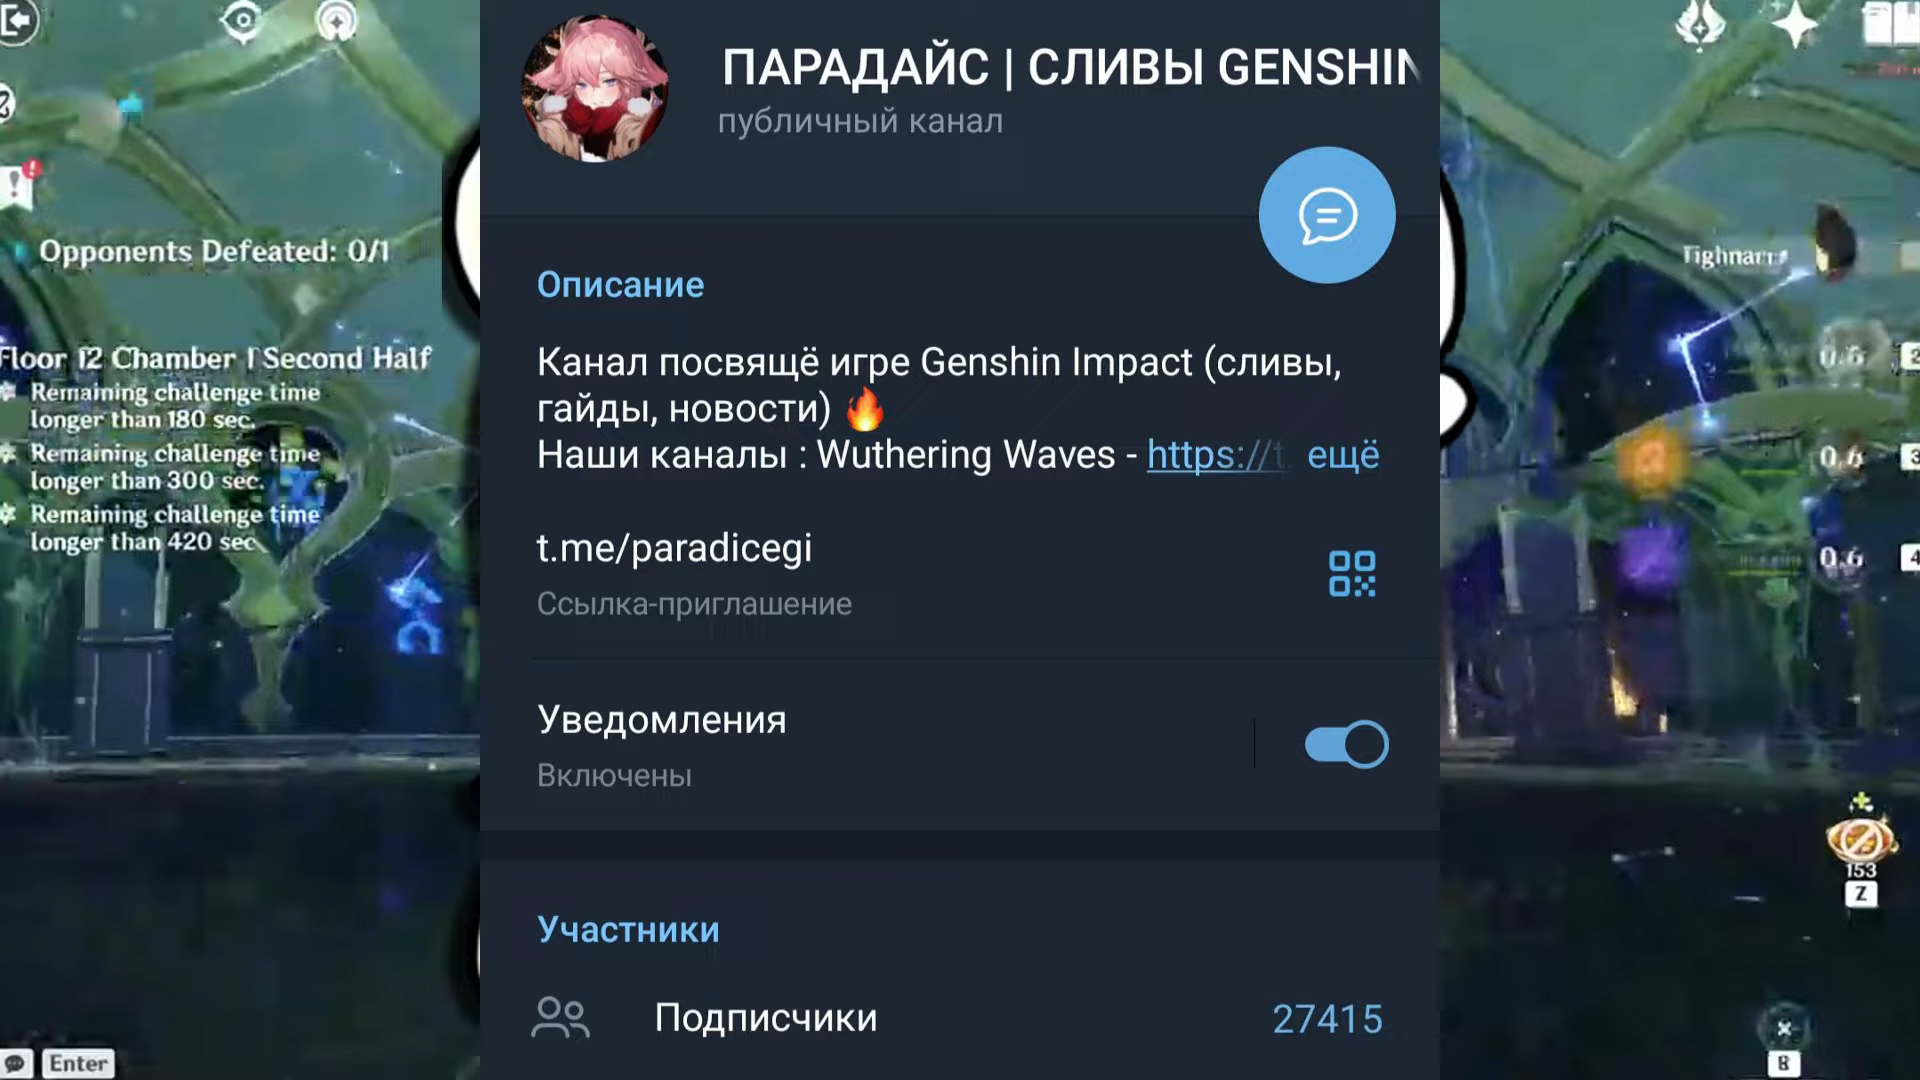 ПАРАДАЙС | СЛИВЫ GENSHIN
публичный канал
Описание
Канал посвящё игре Genshin Impact (сливы,
гайды, новости) 🔥
Наши каналы : Wuthering Waves - https://t ещё
t.me/paradicegi
Ссылка-приглашение
Уведомления
Включены
Участники
Подписчики 27415
Opponents Defeated: 0/1
Floor 12 Chamber 1 Second Half
Remaining challenge time
longer than 180 sec.
Remaining challenge time
longer than 300 sec.
Remaining challenge time
longer than 420 sec
Enter
Tighnari
0.6
0.6
3
0.6
4
153
Z